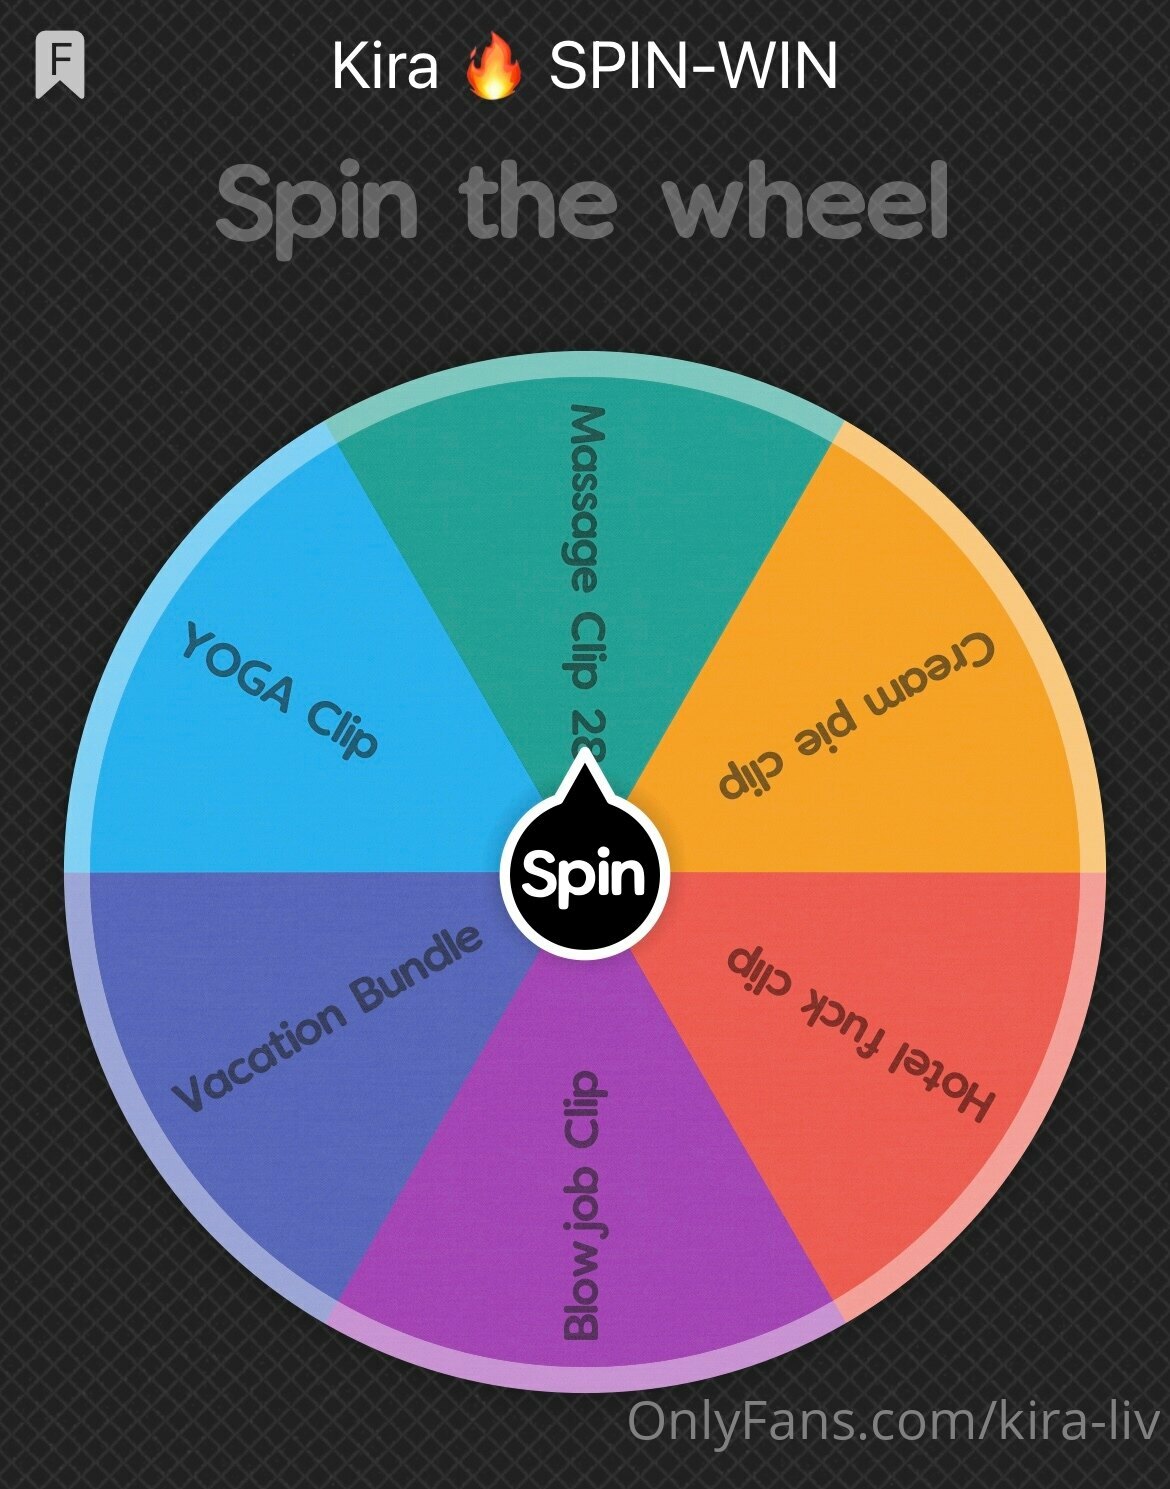 F
Kira 🔥 SPIN-WIN
Spin the wheel
Massage Clip 28
Cream pie clip
Hotel fuck clip
Blowjob Clip
Vacation Bundle
YOGA Clip
Spin
OnlyFans.com/kira-liv